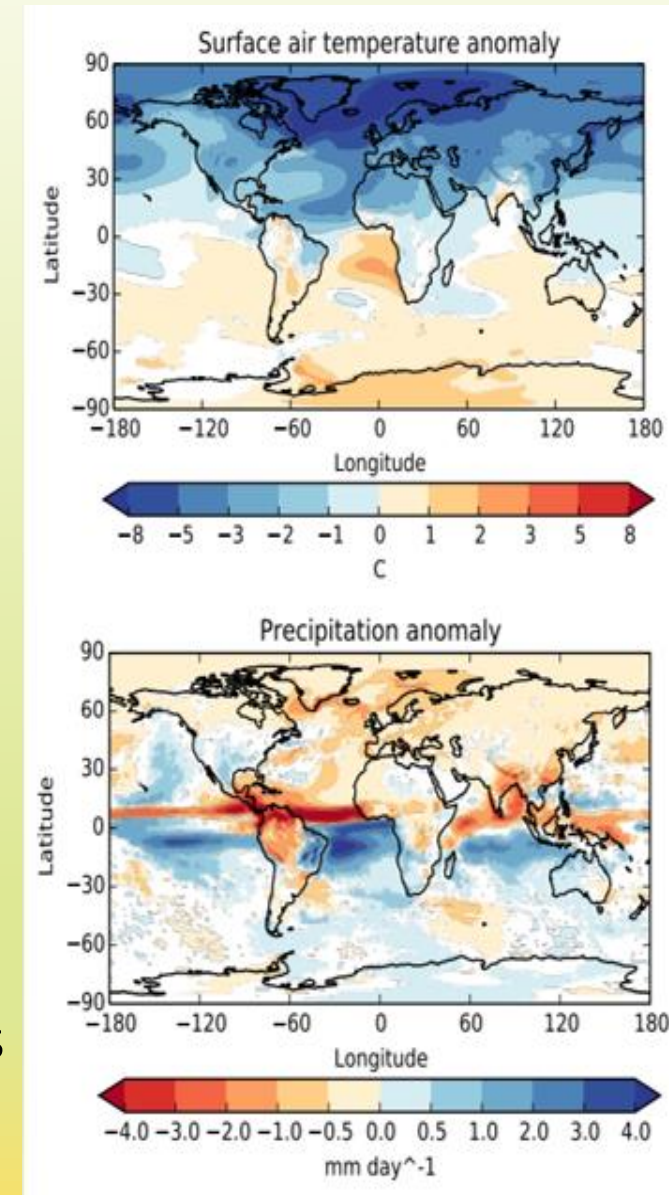 Surface air temperature anomaly
90
60
30
0
−30
−60
−90
Latitude
−180 −120 −60 0 60 120 180
Longitude
−8 −5 −3 −2 −1 0 1 2 3 5 8
C
Precipitation anomaly
90
60
30
0
−30
−60
−90
Latitude
−180 −120 −60 0 60 120 180
Longitude
−4.0 −3.0 −2.0 −1.0 −0.5 0.0 0.5 1.0 2.0 3.0 4.0
mm day^-1